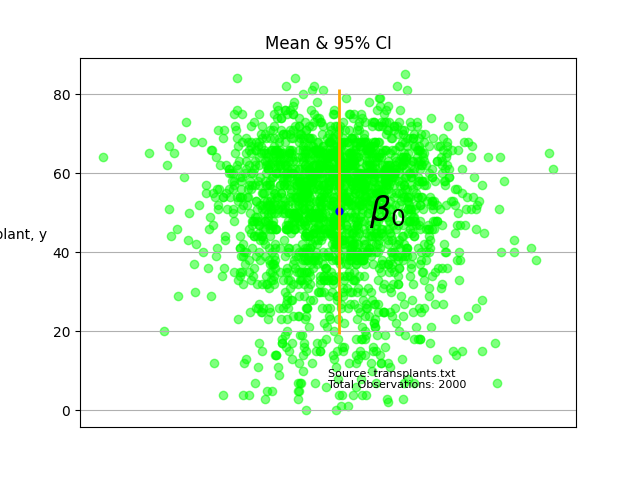 Mean & 95% CI
80
60
40
20
0
plant, y
β0
Source: transplants.txt
Total Observations: 2000